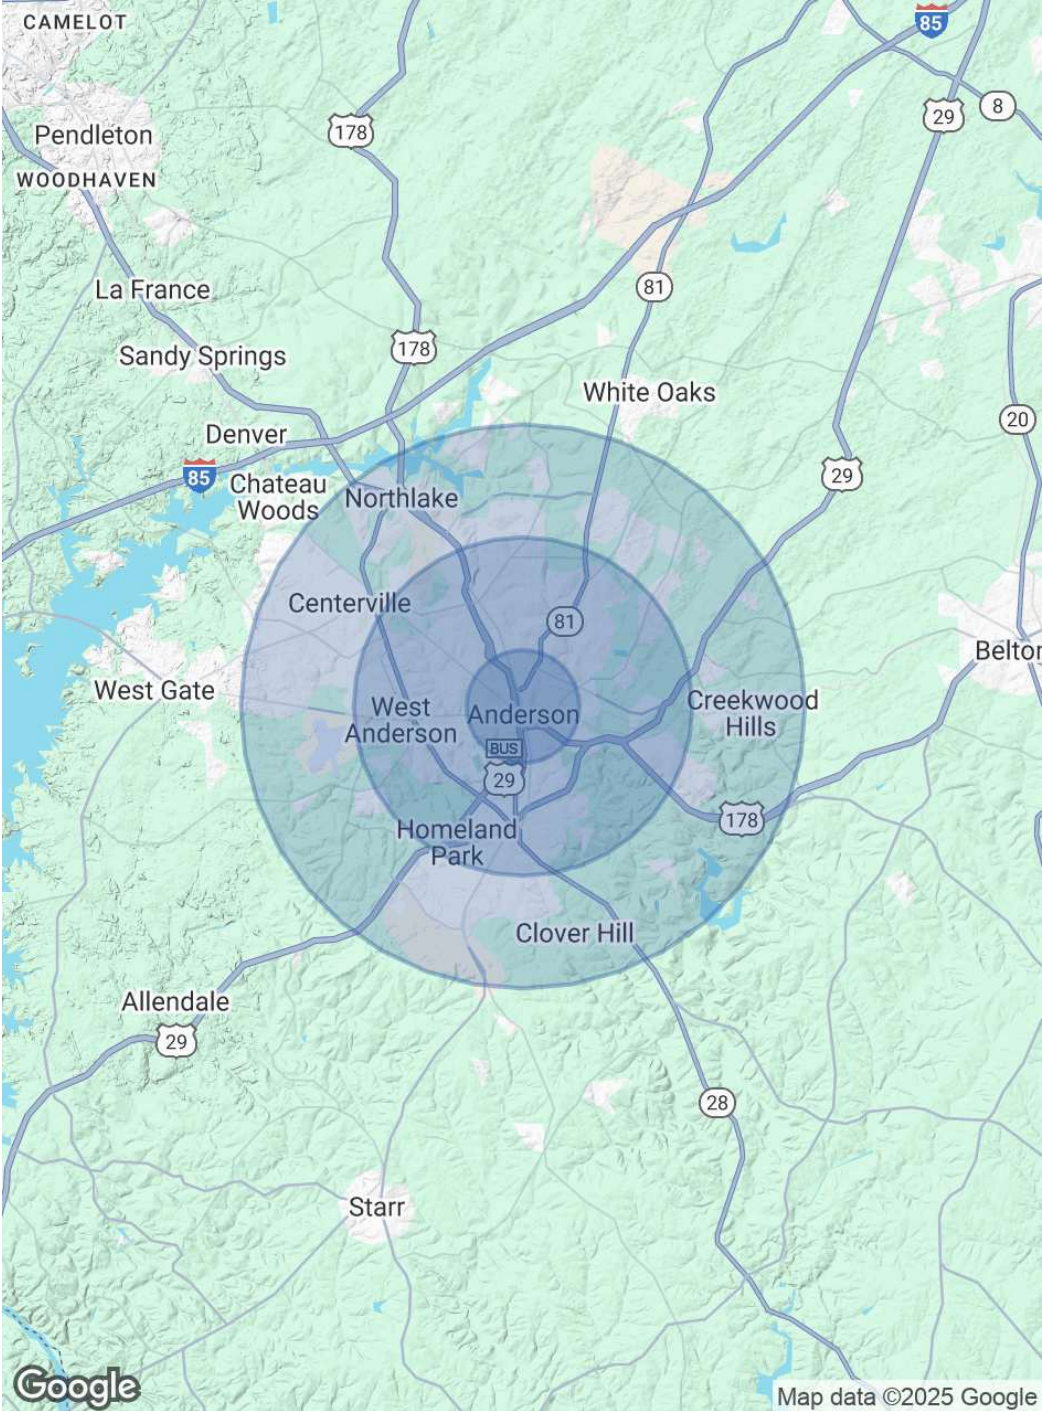 CAMELOT
85
29
8
178
Pendleton
WOODHAVEN
La France
81
178
Sandy Springs
White Oaks
20
Denver
85
Chateau
Woods
Northlake
29
Centerville
81
Belton
West Gate
West
Anderson
Anderson
Creekwood
Hills
BUS
29
178
Homeland
Park
Clover Hill
Allendale
29
28
Starr
Google
Map data ©2025 Google